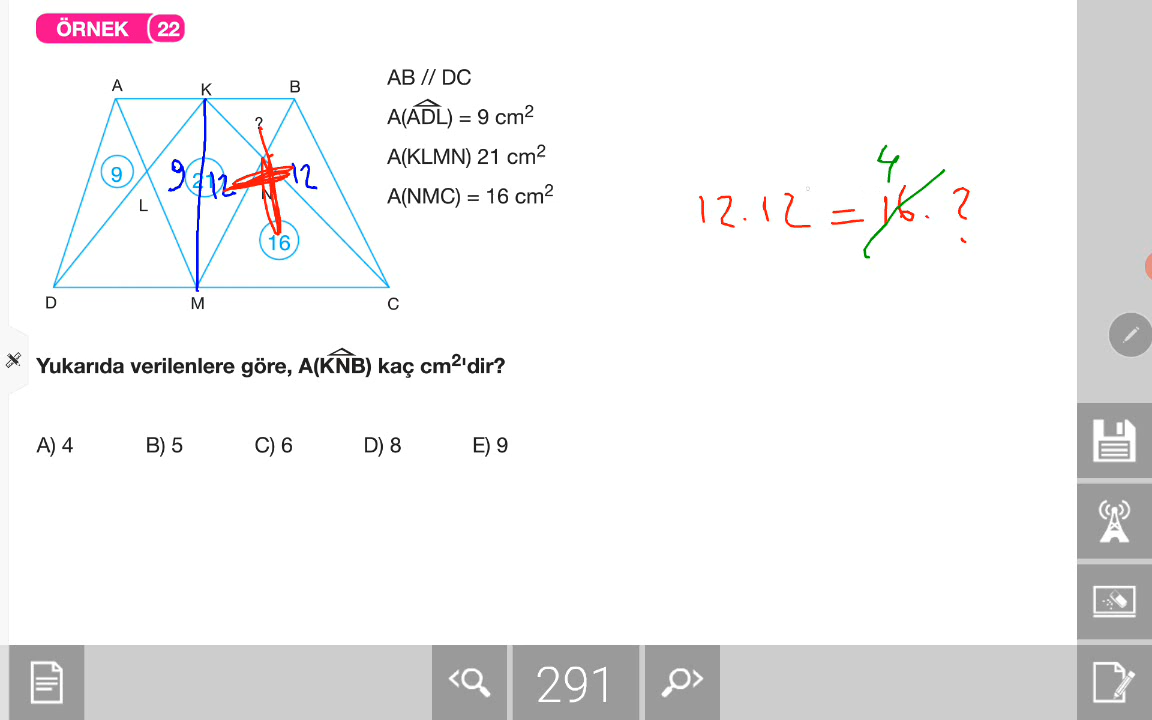 ÖRNEK 22
A K B
AB // DC
?
A(ADL) = 9 cm²
9 9 21 12 12
A(KLMN) 21 cm²
4
L N
A(NMC) = 16 cm²
12.12 = 16.?
16
D M C
Yukarıda verilenlere göre, A(KNB) kaç cm²'dir?
A) 4 B) 5 C) 6 D) 8 E) 9
291